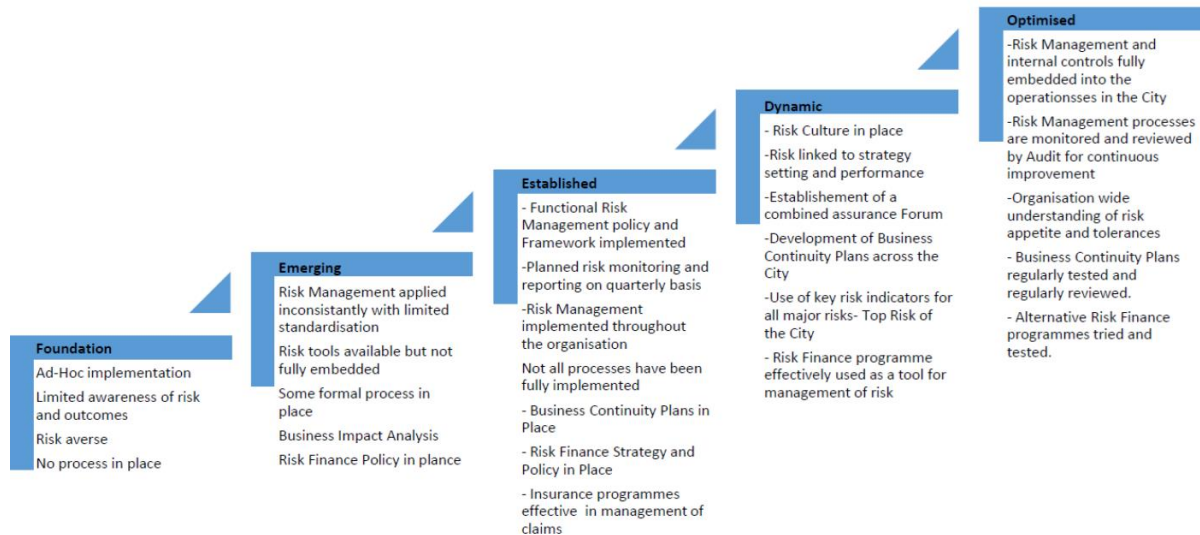 Foundation
Ad-Hoc implementation
Limited awareness of risk
and outcomes
Risk averse
No process in place
Emerging
Risk Management applied
inconsistantly with limited
standardisation
Risk tools available but not
fully embedded
Some formal process in
place
Business Impact Analysis
Risk Finance Policy in plance
Established
- Functional Risk
Management policy and
Framework implemented
-Planned risk monitoring and
reporting on quarterly basis
-Risk Management
implemented throughout
the organisation
Not all processes have been
fully implemented
- Business Continuity Plans in
Place
- Risk Finance Strategy and
Policy in Place
- Insurance programmes
effective in management of
claims
Dynamic
- Risk Culture in place
-Risk linked to strategy
setting and performance
-Establishement of a
combined assurance Forum
-Development of Business
Continuity Plans across the
City
-Use of key risk indicators for
all major risks- Top Risk of
the City
- Risk Finance programme
effectively used as a tool for
management of risk
Optimised
-Risk Management and
internal controls fully
embedded into the
operationsses in the City
-Risk Management processes
are monitored and reviewed
by Audit for continuous
improvement
-Organisation wide
understanding of risk
appetite and tolerances
- Business Continuity Plans
regularly tested and
regularly reviewed.
- Alternative Risk Finance
programmes tried and
tested.